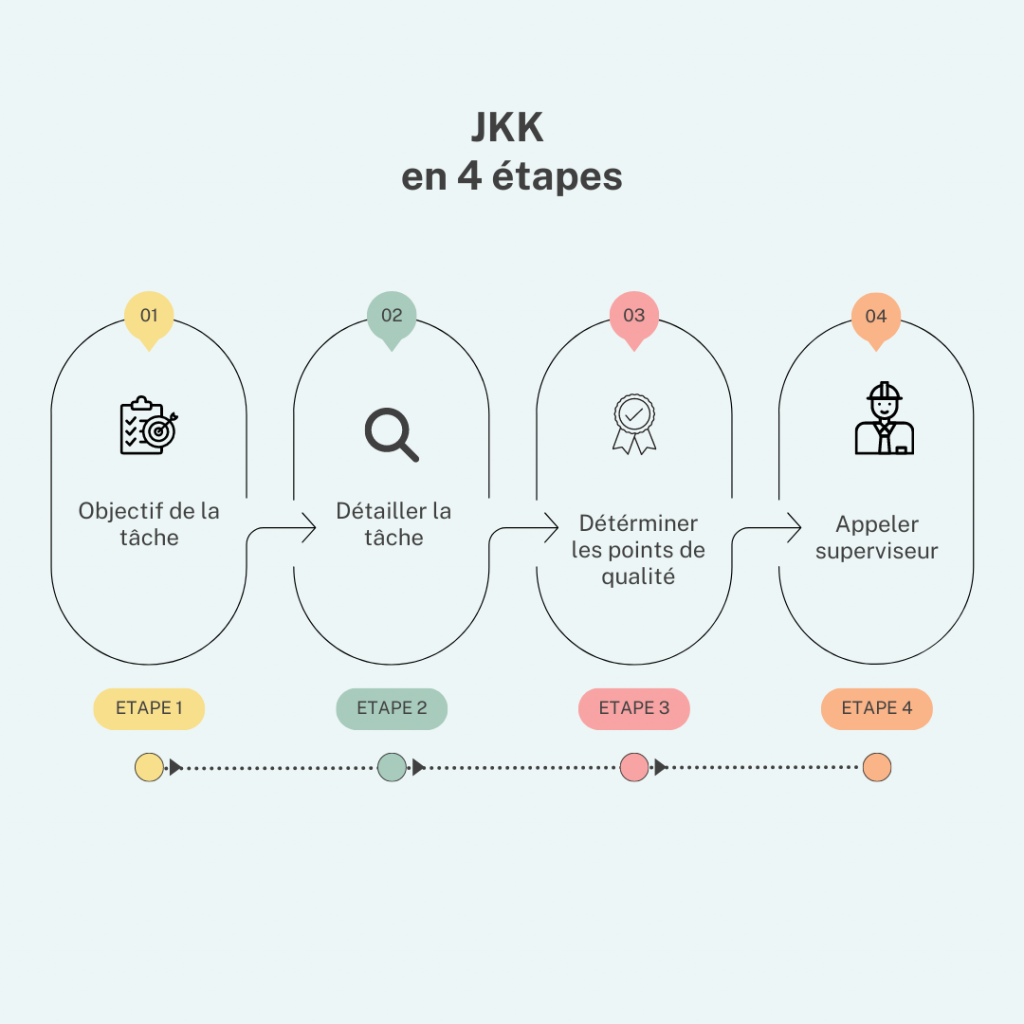 JKK
en 4 étapes
01
02
03
04
Objectif de la
tâche
Détailler la
tâche
Détérminer
les points de
qualité
Appeler
superviseur
ETAPE 1
ETAPE 2
ETAPE 3
ETAPE 4